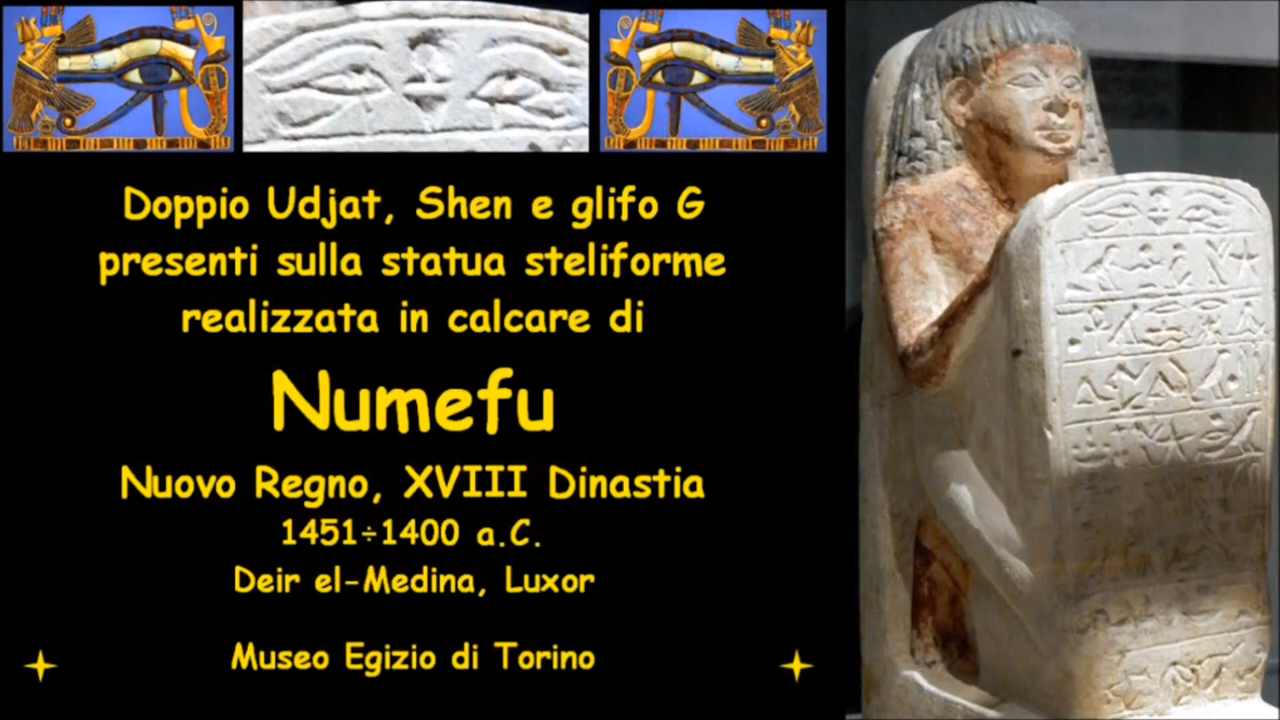 Doppio Udjat, Shen e glifo G
presenti sulla statua steliforme
realizzata in calcare di
Numefu
Nuovo Regno, XVIII Dinastia
1451÷1400 a.C.
Deir el-Medina, Luxor
Museo Egizio di Torino